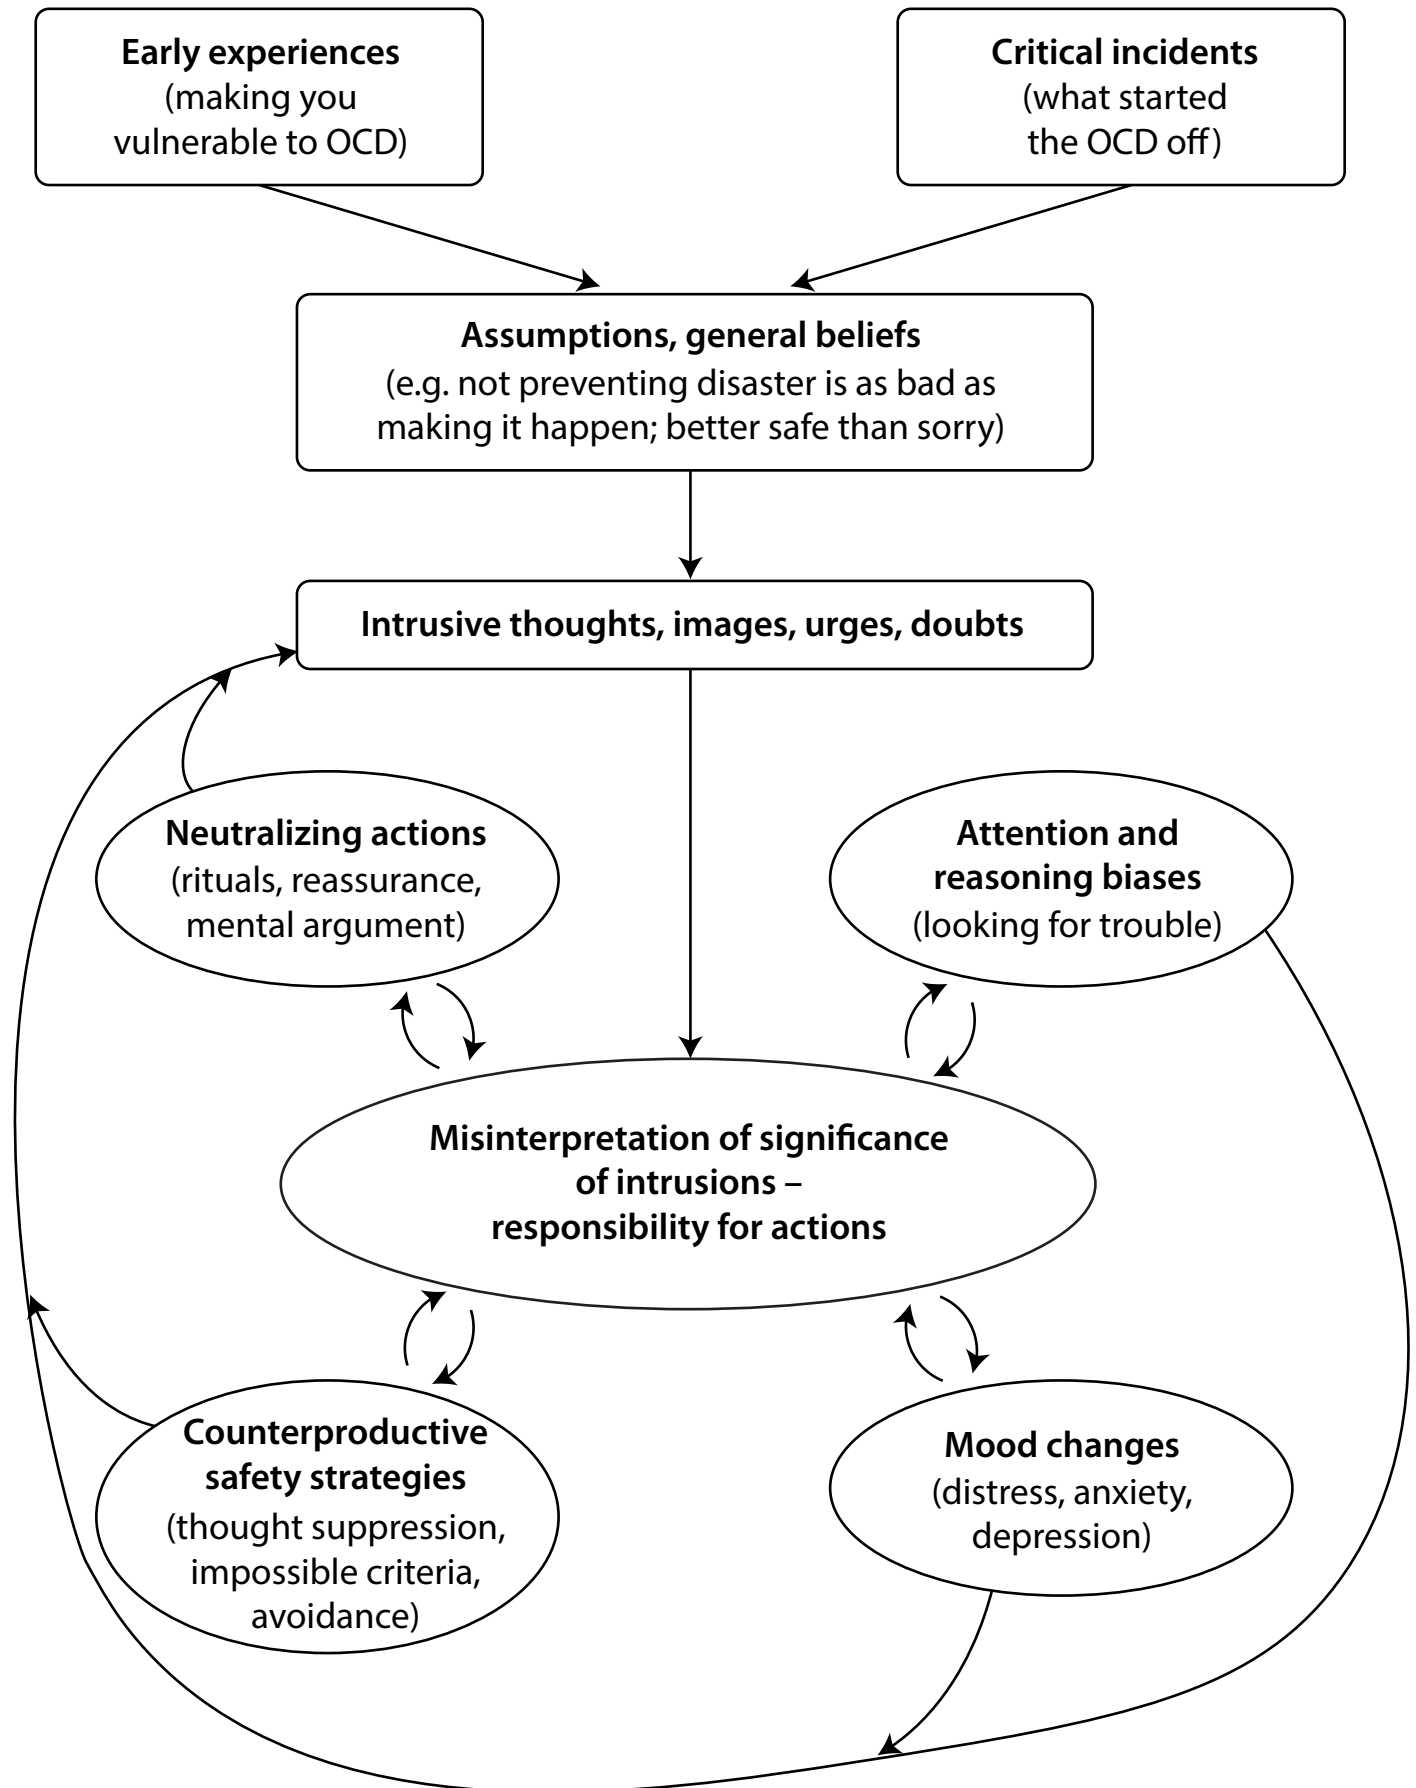 Early experiences
(making you
vulnerable to OCD)
Critical incidents
(what started
the OCD off)
Assumptions, general beliefs
(e.g. not preventing disaster is as bad as
making it happen; better safe than sorry)
Intrusive thoughts, images, urges, doubts
Neutralizing actions
(rituals, reassurance,
mental argument)
Attention and
reasoning biases
(looking for trouble)
Misinterpretation of significance
of intrusions –
responsibility for actions
Counterproductive
safety strategies
(thought suppression,
impossible criteria,
avoidance)
Mood changes
(distress, anxiety,
depression)